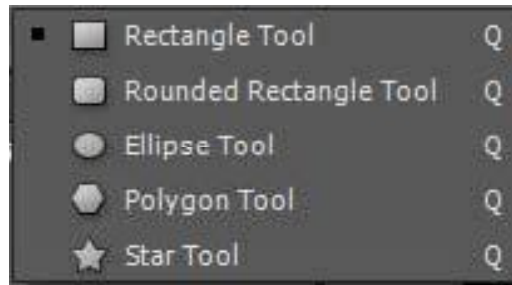 Rectangle Tool Q
Rounded Rectangle Tool Q
Ellipse Tool Q
Polygon Tool Q
Star Tool Q